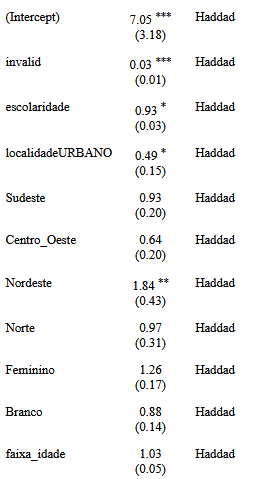 (Intercept) 7.05 *** Haddad
(3.18)
invalid 0.03 *** Haddad
(0.01)
escolaridade 0.93 * Haddad
(0.03)
localidadeURBANO 0.49 * Haddad
(0.15)
Sudeste 0.93 Haddad
(0.20)
Centro_Oeste 0.64 Haddad
(0.20)
Nordeste 1.84 ** Haddad
(0.43)
Norte 0.97 Haddad
(0.31)
Feminino 1.26 Haddad
(0.17)
Branco 0.88 Haddad
(0.14)
faixa_idade 1.03 Haddad
(0.05)